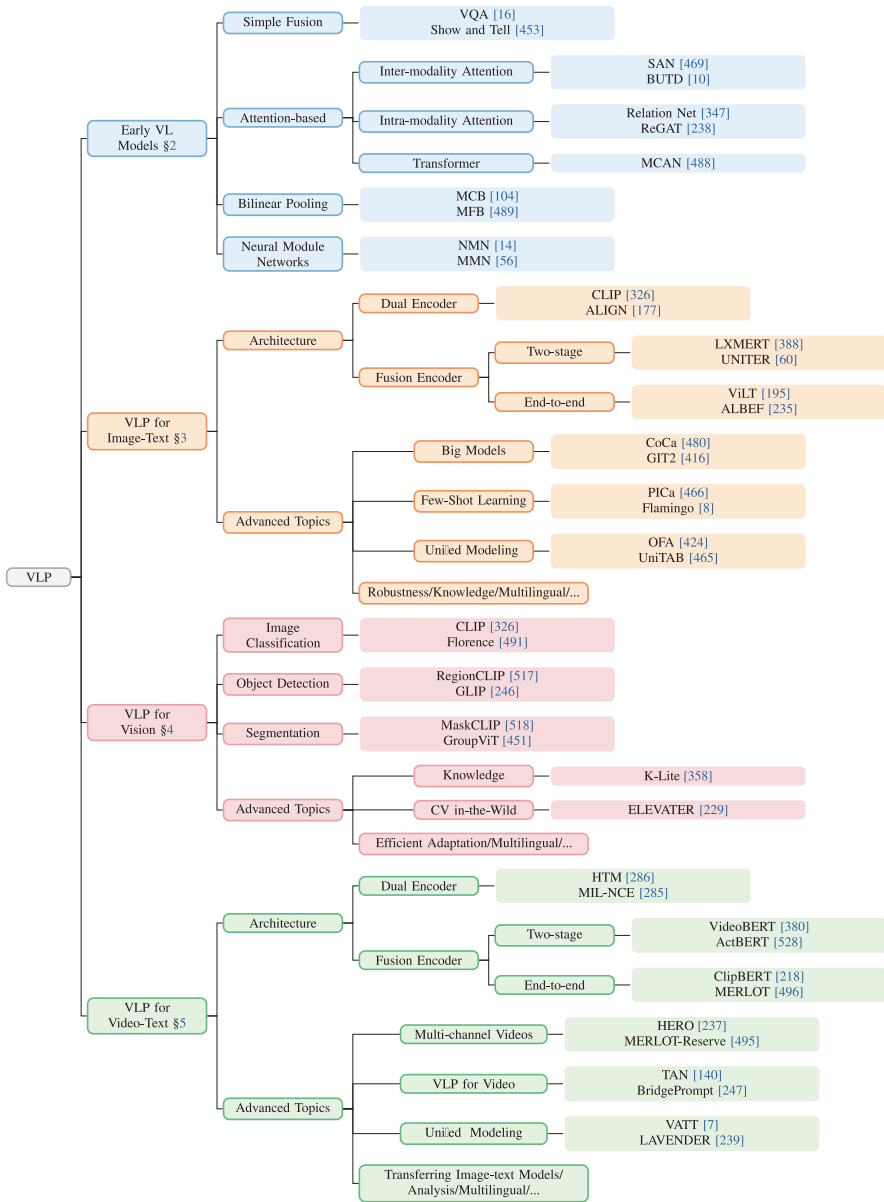 VLP
Early VL
Models §2
Simple Fusion
VQA [16]
Show and Tell [453]
Attention-based
Inter-modality Attention
SAN [469]
BUTD [10]
Intra-modality Attention
Relation Net [347]
ReGAT [238]
Transformer
MCAN [488]
Bilinear Pooling
MCB [104]
MFB [489]
Neural Module
Networks
NMN [14]
MMN [56]
VLP for
Image-Text §3
Architecture
Dual Encoder
CLIP [326]
ALIGN [177]
Fusion Encoder
Two-stage
LXMERT [388]
UNITER [60]
End-to-end
ViLT [195]
ALBEF [235]
Advanced Topics
Big Models
CoCa [480]
GIT2 [416]
Few-Shot Learning
PICa [466]
Flamingo [8]
Uni▯ed Modeling
OFA [424]
UniTAB [465]
Robustness/Knowledge/Multilingual/...
VLP for
Vision §4
Image
Classification
CLIP [326]
Florence [491]
Object Detection
RegionCLIP [517]
GLIP [246]
Segmentation
MaskCLIP [518]
GroupViT [451]
Advanced Topics
Knowledge
K-Lite [358]
CV in-the-Wild
ELEVATER [229]
Efficient Adaptation/Multilingual/...
VLP for
Video-Text §5
Architecture
Dual Encoder
HTM [286]
MIL-NCE [285]
Fusion Encoder
Two-stage
VideoBERT [380]
ActBERT [528]
End-to-end
ClipBERT [218]
MERLOT [496]
Advanced Topics
Multi-channel Videos
HERO [237]
MERLOT-Reserve [495]
VLP for Video
TAN [140]
BridgePrompt [247]
Uni▯ed Modeling
VATT [7]
LAVENDER [239]
Transferring Image-text Models/
Analysis/Multilingual/...